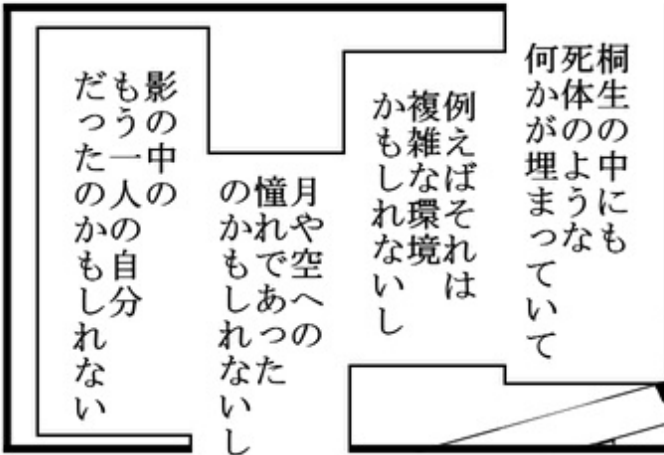 桐生の中にも
死体のような
何かが埋まっていて
例えばそれは
複雑な環境
かもしれないし
月や空への
憧れであった
のかもしれないし
影の中の
もう一人の自分
だったのかもしれない